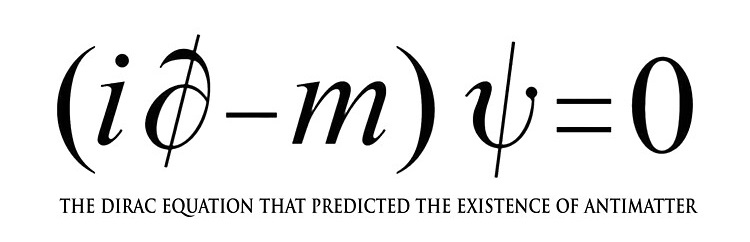 (i∂̸−m)ψ=0
THE DIRAC EQUATION THAT PREDICTED THE EXISTENCE OF ANTIMATTER